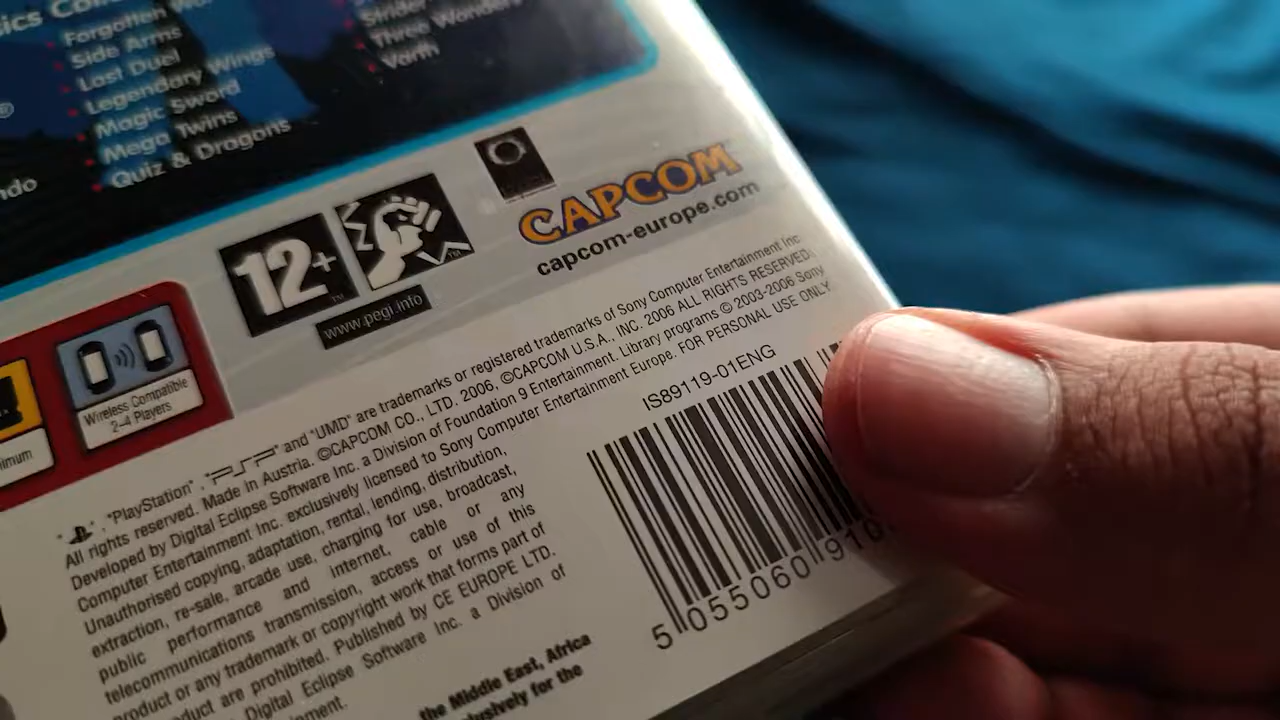 Forgotten
Side Arms
Last Duel
Legendary Wings
Magic Sword
Mega Twins
Quiz & Dragons
Strider
Three Wonders
Varth
®
12+
TM
TM
www.pegi.info
CAPCOM
capcom-europe.com
Wireless Compatible
2-4 Players
" ", "PlayStation", "PSP" and "UMD" are trademarks or registered trademarks of Sony Computer Entertainment Inc.
All rights reserved. Made in Austria. ©CAPCOM CO., LTD. 2006, ©CAPCOM U.S.A., INC. 2006 ALL RIGHTS RESERVED.
Developed by Digital Eclipse Software Inc. a Division of Foundation 9 Entertainment. Library programs © 2003-2006 Sony
Computer Entertainment Inc. exclusively licensed to Sony Computer Entertainment Europe. FOR PERSONAL USE ONLY
Unauthorised copying, adaptation, rental, lending, distribution,
extraction, re-sale, arcade use, charging for use, broadcast,
public performance and internet, cable or any
telecommunications transmission, access or use of this
product or any trademark or copyright work that forms part of
product are prohibited. Published by CE EUROPE LTD.
Digital Eclipse Software Inc. a Division of
the Middle East, Africa
for the
IS89119-01ENG
5 055060 910